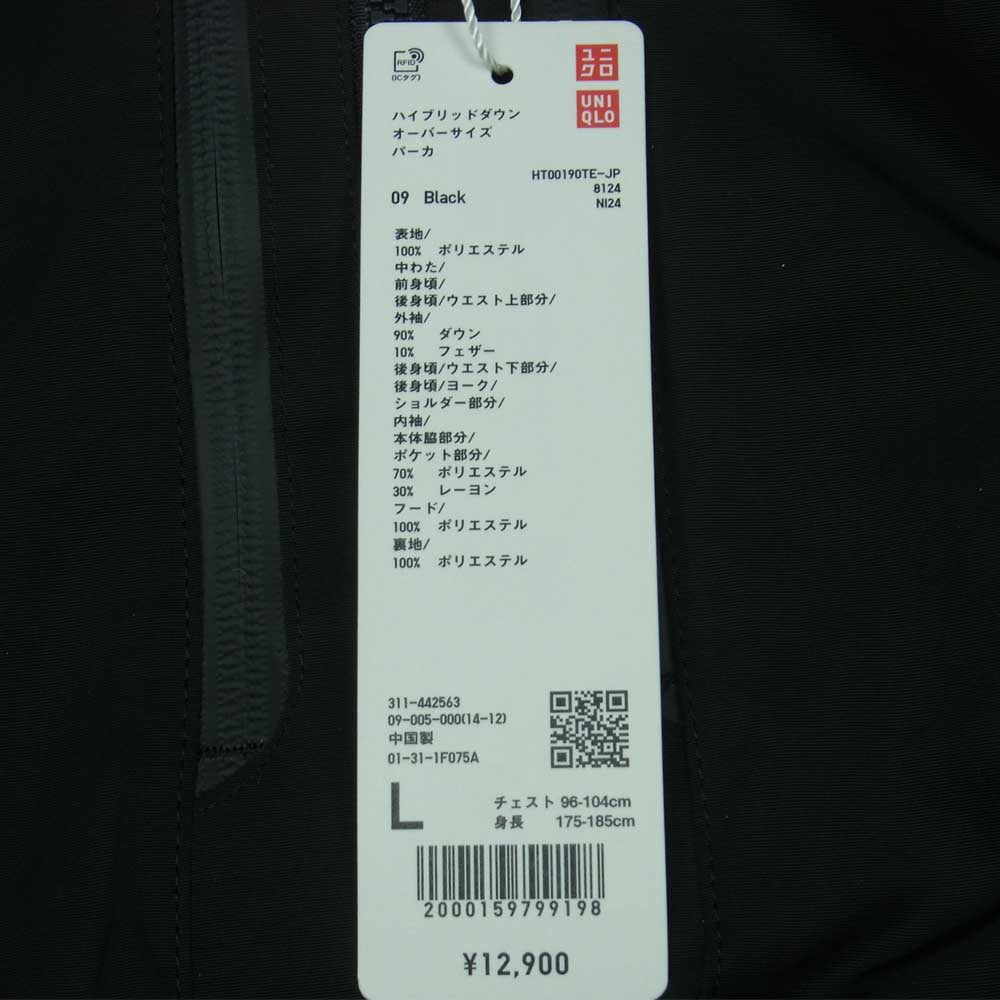 RFID
(ICタグ)
ユニ
クロ
UNI
QLO
ハイブリッドダウン
オーバーサイズ
パーカ
HT00190TE-JP
8124
NI24
09 Black
表地/
100% ポリエステル
中わた/
前身頃/
後身頃/ウエスト上部分/
外袖/
90% ダウン
10% フェザー
後身頃/ウエスト下部分/
後身頃/ヨーク/
ショルダー部分/
内袖/
本体脇部分/
ポケット部分/
70% ポリエステル
30% レーヨン
フード/
100% ポリエステル
裏地/
100% ポリエステル
311-442563
09-005-000(14-12)
中国製
01-31-1F075A
L
チェスト 96-104cm
身長 175-185cm
2000159799198
¥12,900